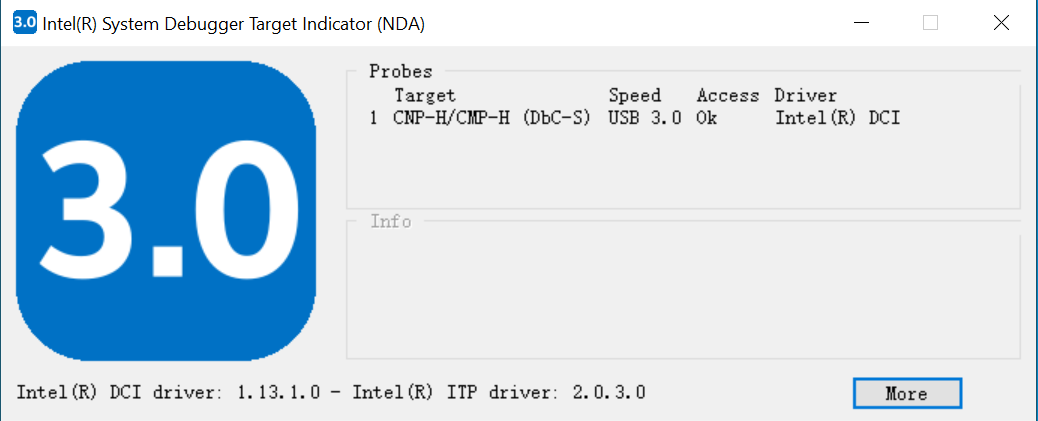 3.0 Intel(R) System Debugger Target Indicator (NDA)
3.0
Probes
Target Speed Access Driver
1 CNP-H/CMP-H (DbC-S) USB 3.0 Ok Intel(R) DCI
Info
Intel(R) DCI driver: 1.13.1.0 - Intel(R) ITP driver: 2.0.3.0
More